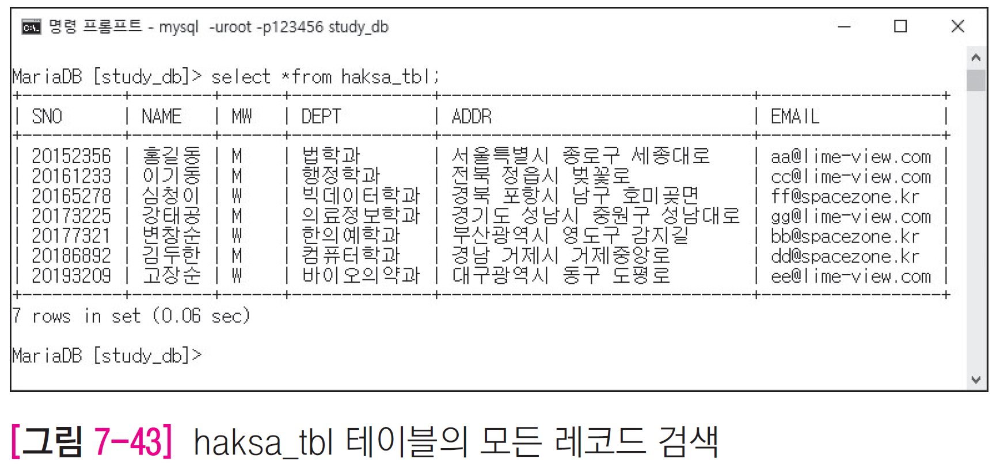 명령 프롬프트 - mysql  -uroot -p123456 study_db
MariaDB [study_db]> select *from haksa_tbl;
+----------+--------+------+--------------+-------------------------------+------------------+
| SNO | NAME | MW | DEPT | ADDR | EMAIL |
+----------+--------+------+--------------+-------------------------------+------------------+
| 20152356 | 홍길동 | M | 법학과 | 서울특별시 종로구 세종대로 | aa@lime-view.com |
| 20161233 | 이기동 | M | 행정학과 | 전북 정읍시 벚꽃로 | cc@lime-view.com |
| 20165278 | 심청이 | W | 빅데이터학과 | 경북 포항시 남구 호미곶면 | ff@spacezone.kr |
| 20173225 | 강태공 | M | 의료정보학과 | 경기도 성남시 중원구 성남대로 | gg@lime-view.com |
| 20177321 | 변창순 | W | 한의예학과 | 부산광역시 영도구 감지길 | bb@spacezone.kr |
| 20186892 | 김두한 | M | 컴퓨터학과 | 경남 거제시 거제중앙로 | dd@spacezone.kr |
| 20193209 | 고장순 | W | 바이오의약과 | 대구광역시 동구 도평로 | ee@lime-view.com |
+----------+--------+------+--------------+-------------------------------+------------------+
7 rows in set (0.06 sec)
MariaDB [study_db]>
[그림 7-43] haksa_tbl 테이블의 모든 레코드 검색